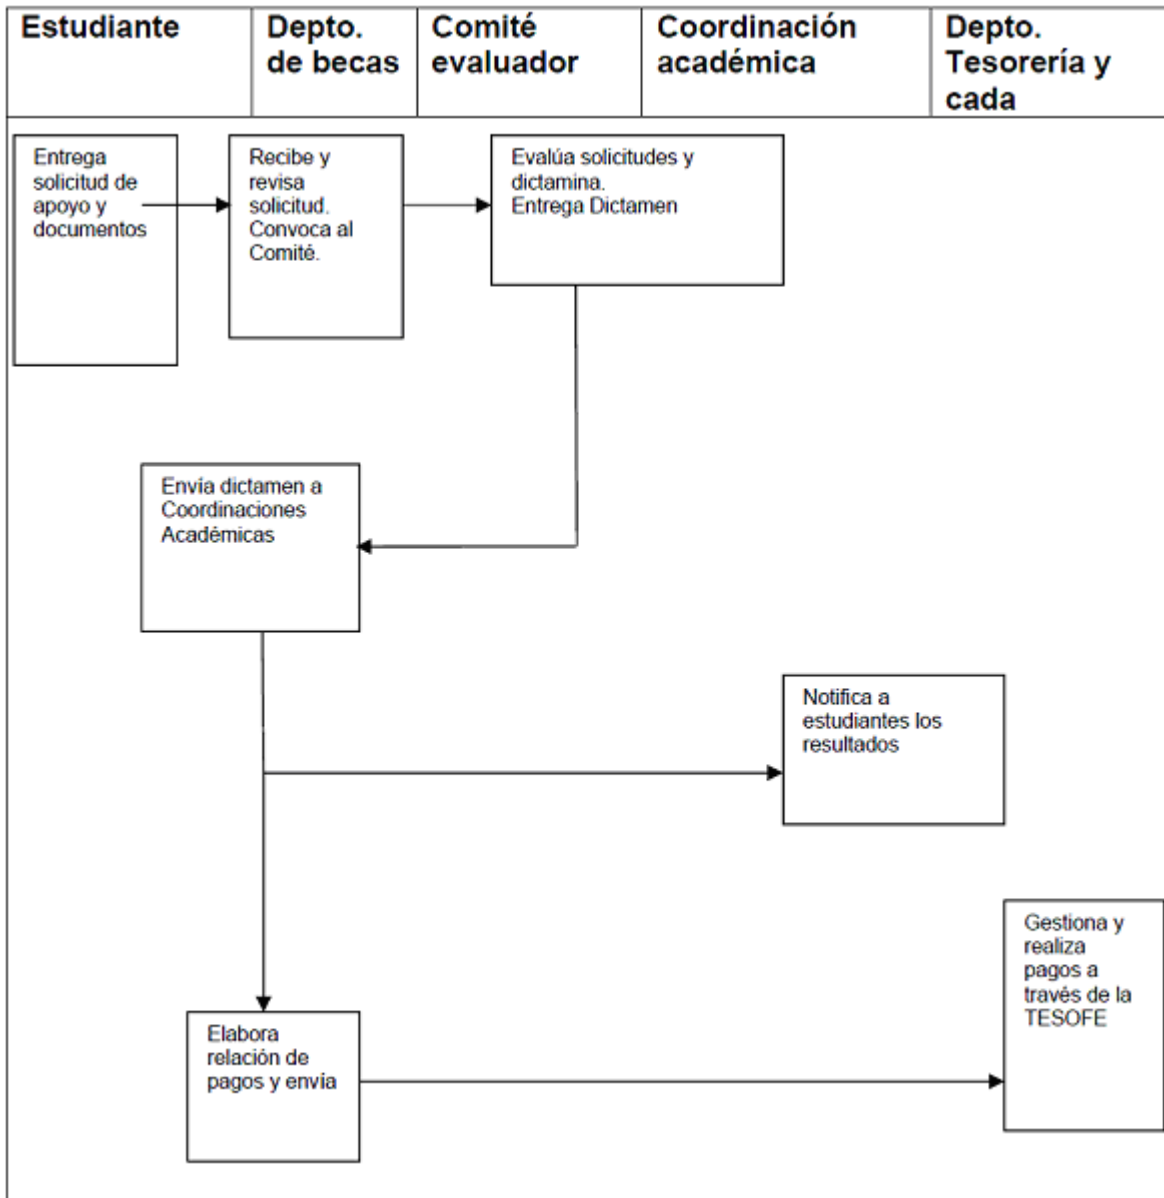 Estudiante
Depto.
de becas
Comité
evaluador
Coordinación
académica
Depto.
Tesorería y
cada
Entrega
solicitud de
apoyo y
documentos
Recibe y
revisa
solicitud.
Convoca al
Comité.
Evalúa solicitudes y
dictamina.
Entrega Dictamen
Envía dictamen a
Coordinaciones
Académicas
Notifica a
estudiantes los
resultados
Gestiona y
realiza
pagos a
través de la
TESOFE
Elabora
relación de
pagos y envía